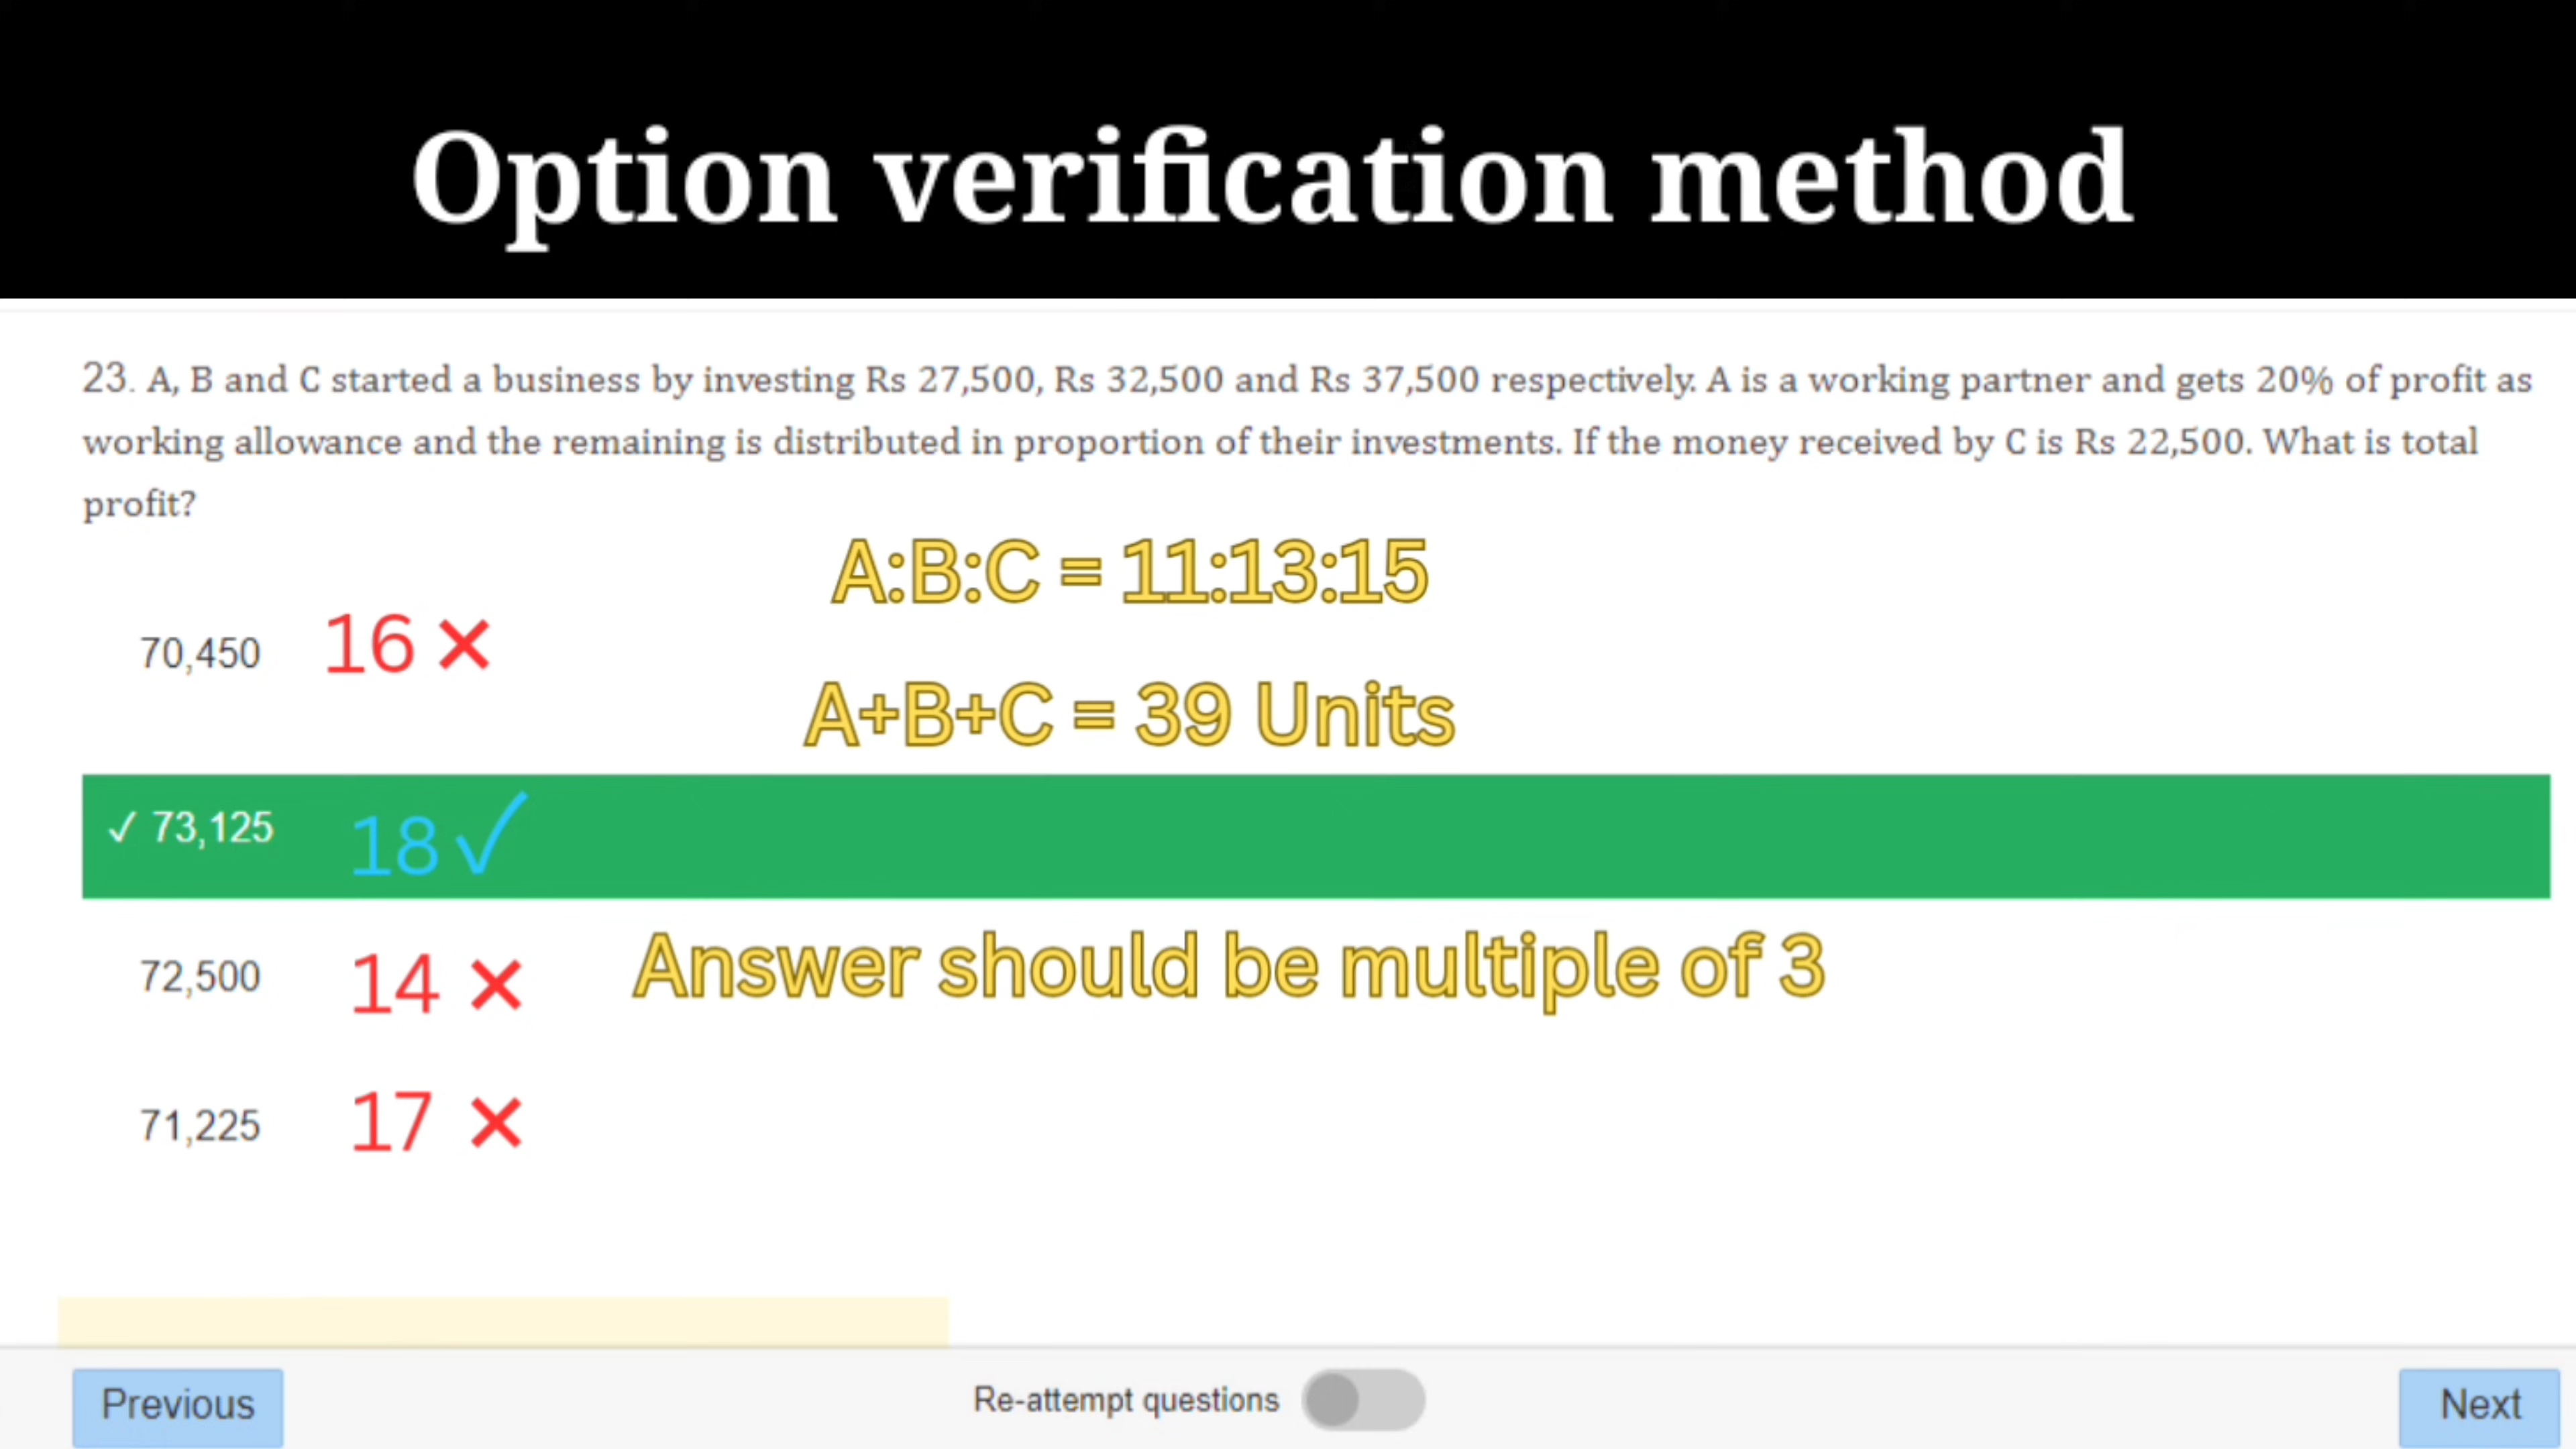 Option verification method
23. A, B and C started a business by investing Rs 27,500, Rs 32,500 and Rs 37,500 respectively. A is a working partner and gets 20% of profit as
working allowance and the remaining is distributed in proportion of their investments. If the money received by C is Rs 22,500. What is total
profit?
A:B:C = 11:13:15
70,450 16 ×
A+B+C = 39 Units
✓ 73,125 18 ✓
72,500 14 × Answer should be multiple of 3
71,225 17 ×
Previous Re-attempt questions Next